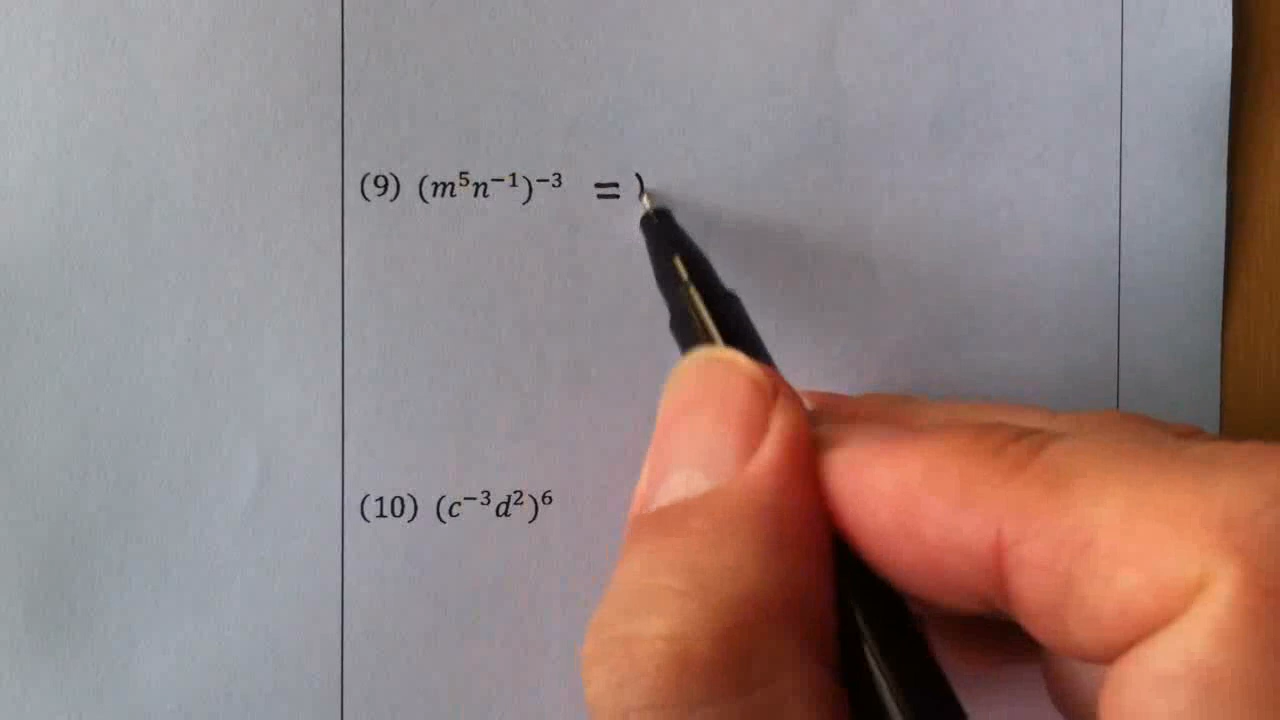 (9) (m⁵n⁻¹)⁻³ =
(10) (c⁻³d²)⁶